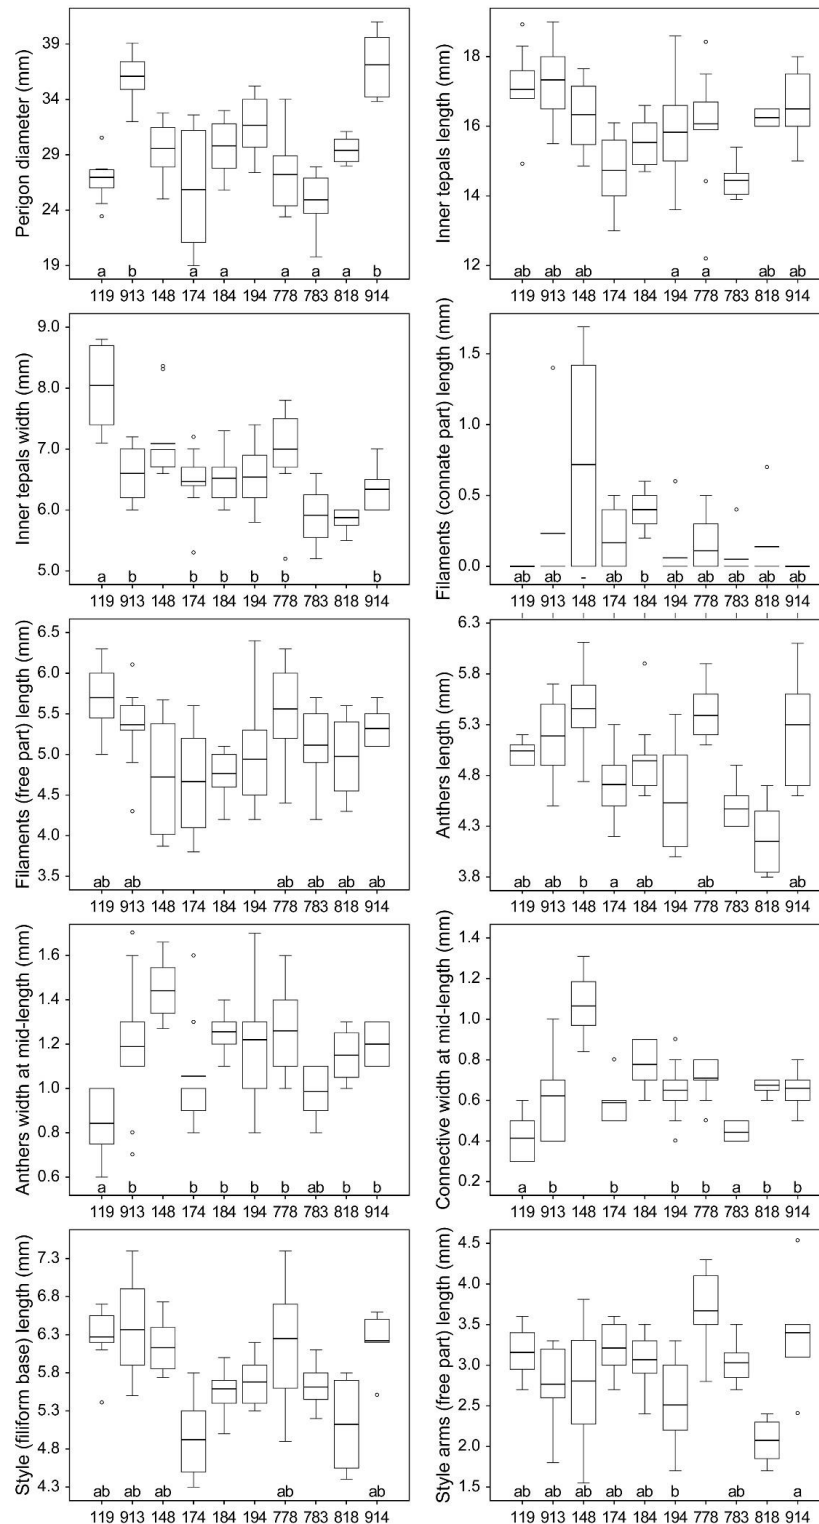 Perigon diameter (mm)
39
34
29
24
19
a b a a a a a b
119 913 148 174 184 194 778 783 818 914
Inner tepals length (mm)
18
16
14
12
ab ab ab a a ab ab
119 913 148 174 184 194 778 783 818 914
Inner tepals width (mm)
9.0
8.0
7.0
6.0
5.0
a b b b b b b
119 913 148 174 184 194 778 783 818 914
Filaments (connate part) length (mm)
1.5
1.0
0.5
0.0
ab ab - ab b ab ab ab ab ab
119 913 148 174 184 194 778 783 818 914
Filaments (free part) length (mm)
6.5
6.0
5.5
5.0
4.5
4.0
3.5
ab ab ab ab ab ab
119 913 148 174 184 194 778 783 818 914
Anthers length (mm)
6.3
5.8
5.3
4.8
4.3
3.8
ab ab b a ab ab ab
119 913 148 174 184 194 778 783 818 914
Anthers width at mid-length (mm)
1.6
1.4
1.2
1.0
0.8
0.6
a b b b b b ab b b
119 913 148 174 184 194 778 783 818 914
Connective width at mid-length (mm)
1.4
1.2
1.0
0.8
0.6
0.4
0.2
a b b b b a b b
119 913 148 174 184 194 778 783 818 914
Style (filiform base) length (mm)
7.3
6.8
6.3
5.8
5.3
4.8
4.3
ab ab ab ab ab
119 913 148 174 184 194 778 783 818 914
Style arms (free part) length (mm)
4.5
4.0
3.5
3.0
2.5
2.0
1.5
ab ab ab ab ab b ab a
119 913 148 174 184 194 778 783 818 914